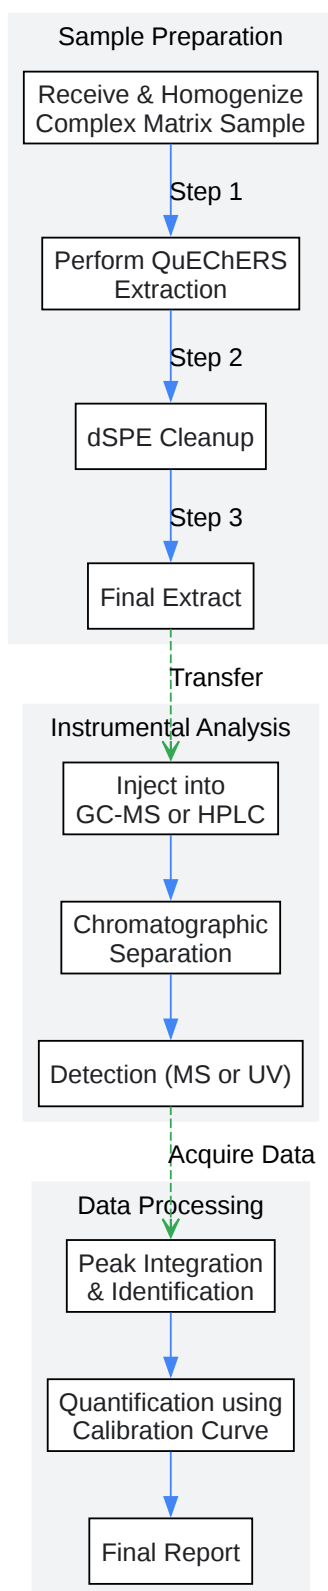 Sample Preparation
Receive & Homogenize
Complex Matrix Sample
Step 1
Perform QuEChERS
Extraction
Step 2
dSPE Cleanup
Step 3
Final Extract
Transfer
Instrumental Analysis
Inject into
GC-MS or HPLC
Chromatographic
Separation
Detection (MS or UV)
Acquire Data
Data Processing
Peak Integration
& Identification
Quantification using
Calibration Curve
Final Report